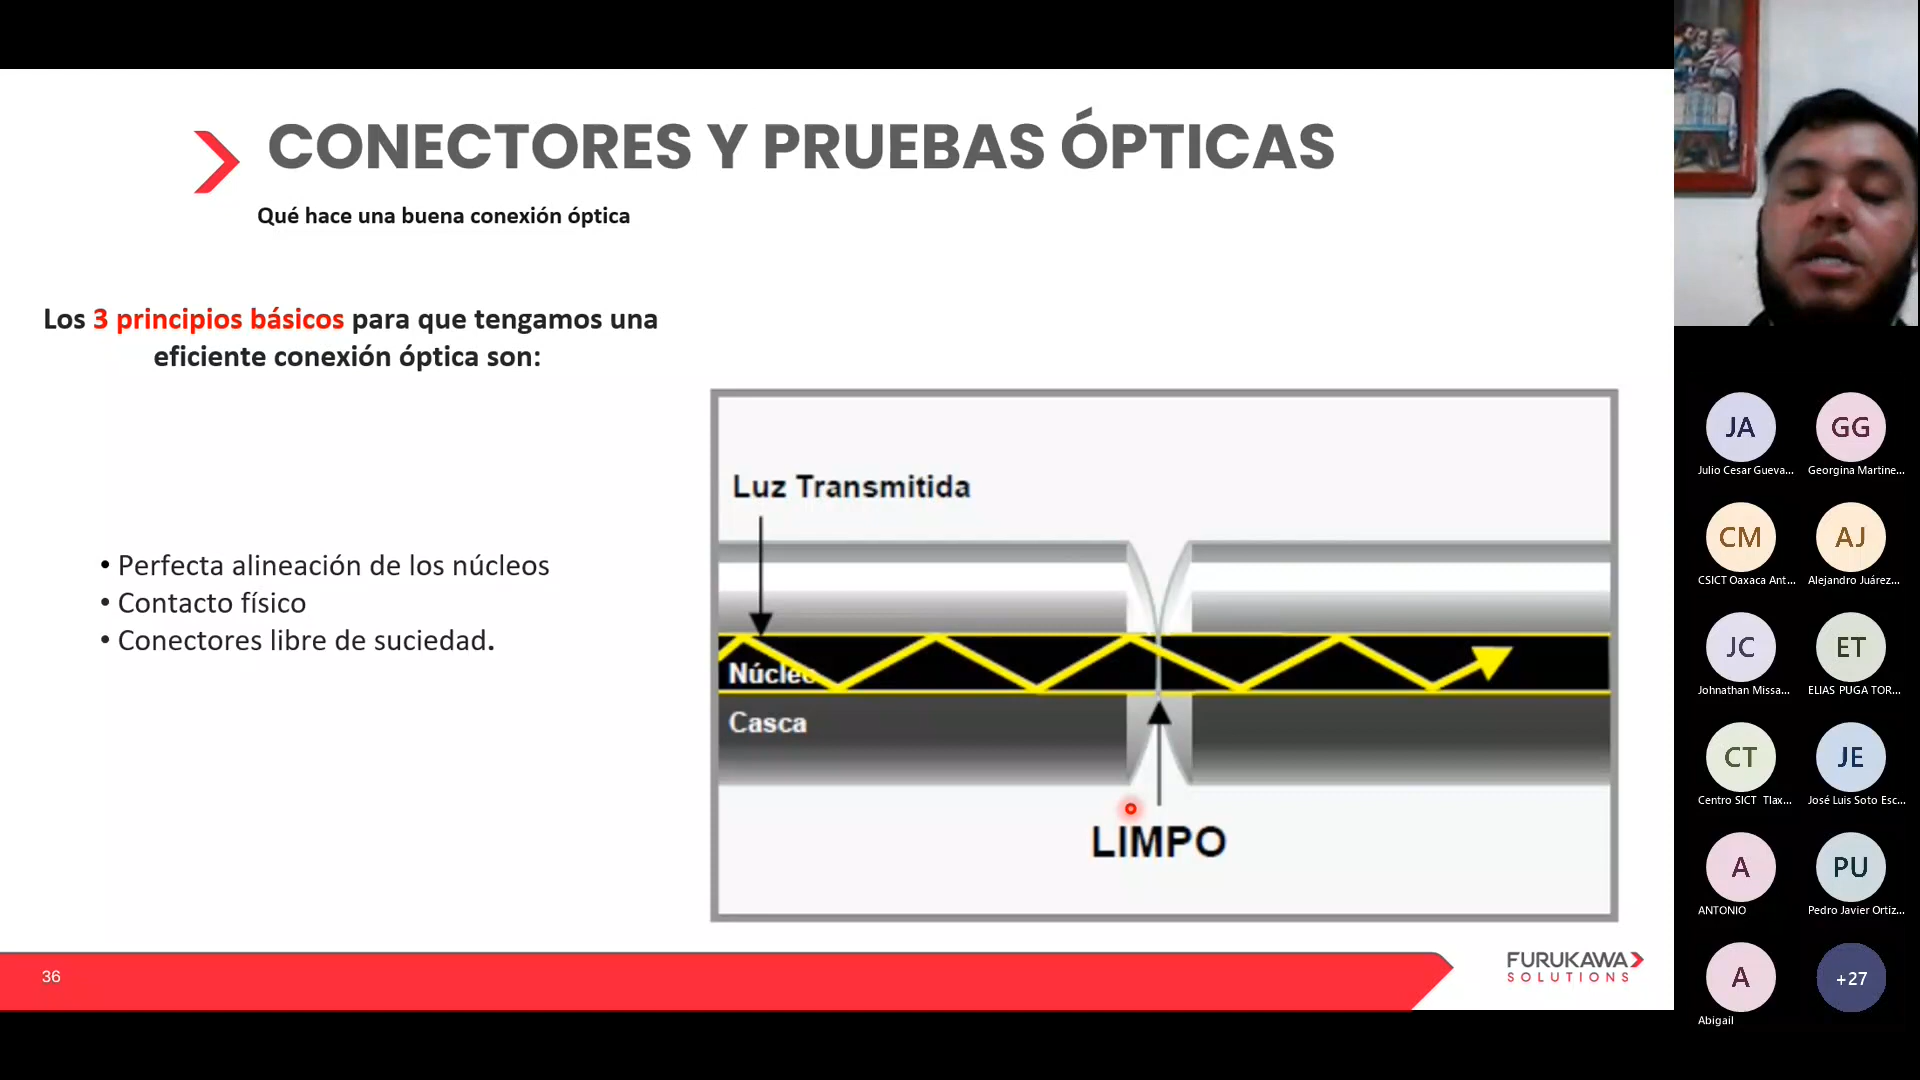 CONECTORES Y PRUEBAS ÓPTICAS
Qué hace una buena conexión óptica
Los 3 principios básicos para que tengamos una
eficiente conexión óptica son:
• Perfecta alineación de los núcleos
• Contacto físico
• Conectores libre de suciedad.
Luz Transmitida
Núcleo
Casca
LIMPO
36
FURUKAWA
SOLUTIONS
JA
GG
Julio Cesar Gueva...
Georgina Martine...
CM
AJ
CSICT Oaxaca Ant...
Alejandro Juárez...
JC
ET
Johnathan Missa...
ELIAS PUGA TOR...
CT
JE
Centro SICT Tlax...
José Luis Soto Esc...
A
PU
ANTONIO
Pedro Javier Ortiz...
A
+27
Abigail